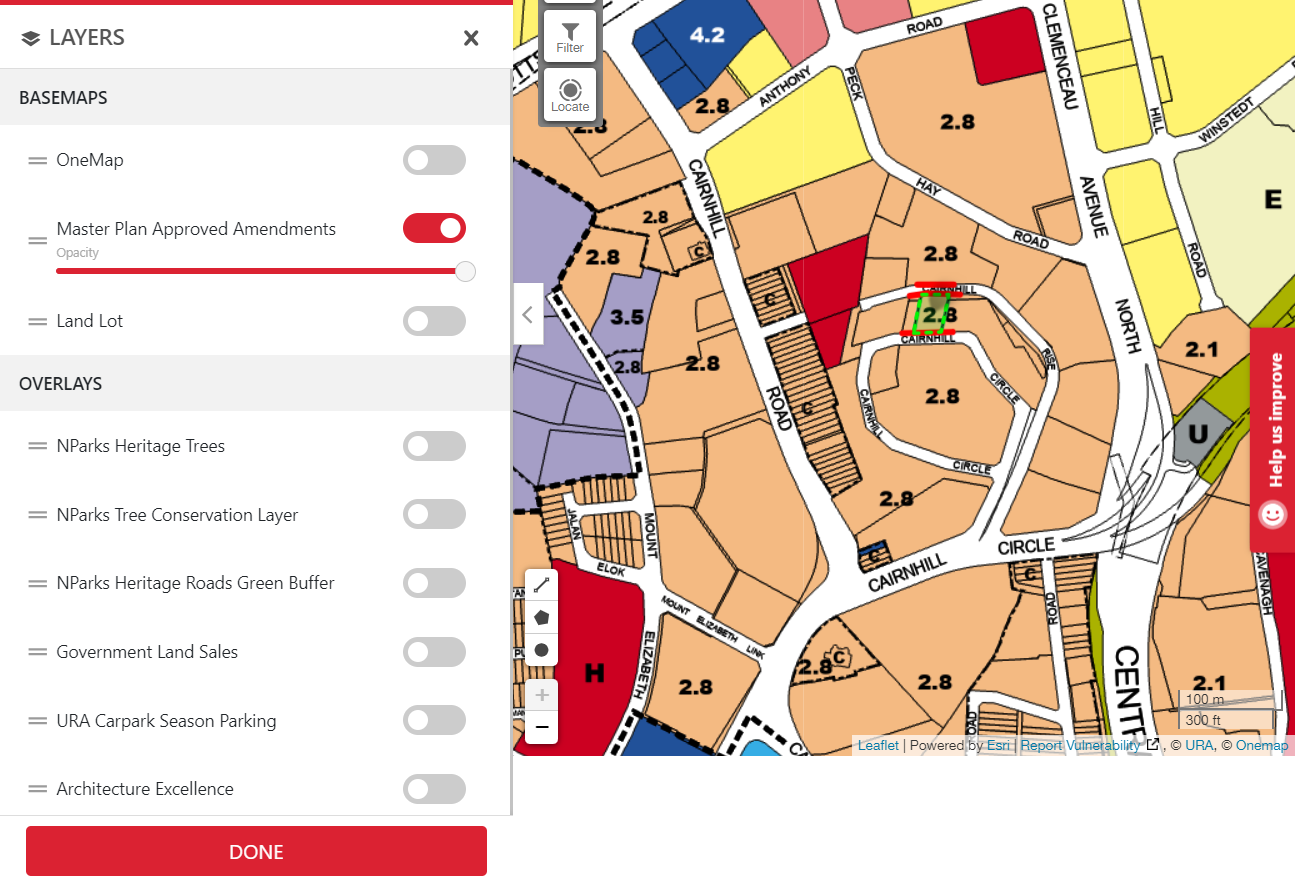 LAYERS
BASEMAPS
OneMap
Master Plan Approved Amendments
Opacity
Land Lot
OVERLAYS
NParks Heritage Trees
NParks Tree Conservation Layer
NParks Heritage Roads Green Buffer
Government Land Sales
URA Carpark Season Parking
Architecture Excellence
DONE
Filter
Locate
4.2
ROAD
CLEMENCEAU
ANTHONY
PECK
2.8
2.8
2.8
HILL
WINSTEDT
CAIRNHILL
HAY
AVENUE
E
2.8
C
2.8
ROAD
2.8
ROAD
C
CAIRNHILL
3.5
2.8
NORTH
CAIRNHILL
2.8
2.8
RISE
2.1
ROAD
C
CAIRNHILL
2.8
CIRCLE
U
Help us improve
CIRCLE
2.8
JALAN
MOUNT
ELOK
C
CAIRNHILL
CIRCLE
C
ROAD
CAVENAGH
MOUNT
ELIZABETH
LINK
ELIZABETH
H
2.8
2.8
C
2.8
CENTR
2.1
ROAD
100 m
300 ft
Leaflet | Powered by Esri | Report Vulnerability , © URA, © Onemap